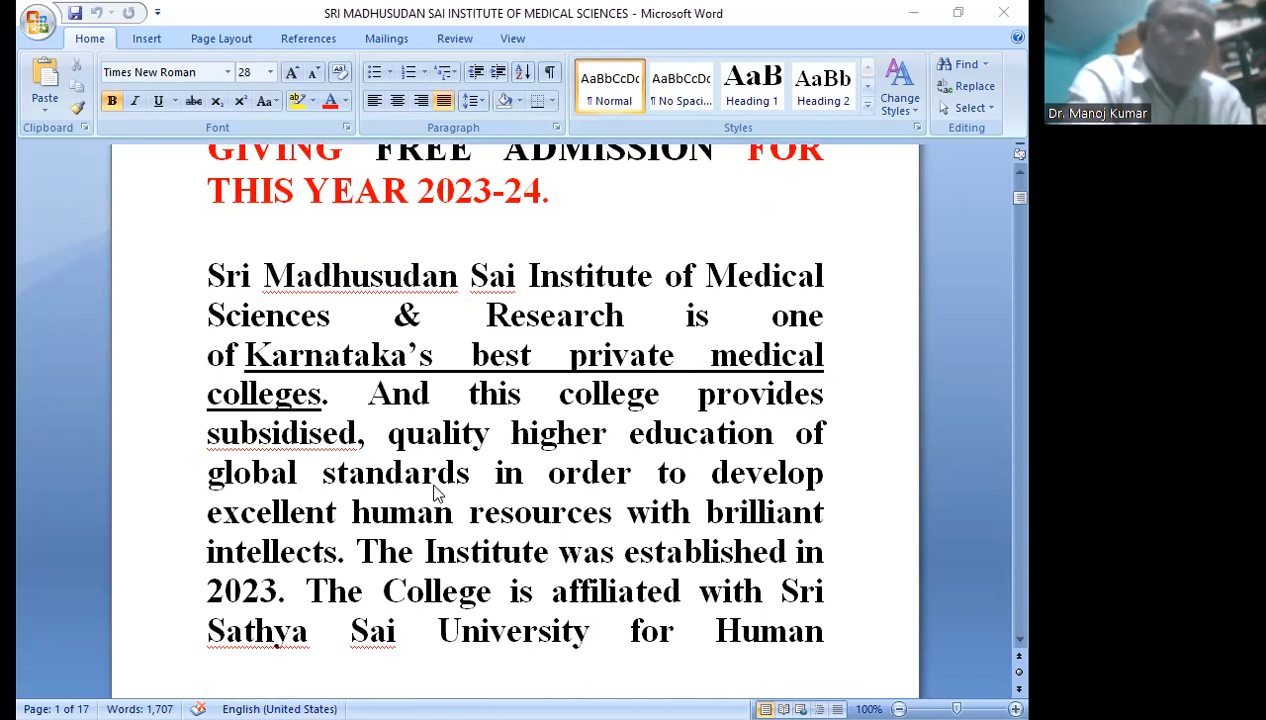 SRI MADHUSUDAN SAI INSTITUTE OF MEDICAL SCIENCES - Microsoft Word
Home Insert Page Layout References Mailings Review View
Times New Roman 28
Paste
B I U abc x₂ x² Aa A
AaBbCcDc AaBbCcDc AaB AaBb
¶ Normal ¶ No Spaci... Heading 1 Heading 2
Change Styles
Find
Replace
Select
Clipboard Font Paragraph Styles Editing
Dr. Manoj Kumar
GIVING FREE ADMISSION FOR
THIS YEAR 2023-24.
Sri Madhusudan Sai Institute of Medical
Sciences & Research is one
of Karnataka’s best private medical
colleges. And this college provides
subsidised, quality higher education of
global standards in order to develop
excellent human resources with brilliant
intellects. The Institute was established in
2023. The College is affiliated with Sri
Sathya Sai University for Human
Page: 1 of 17 Words: 1,707 English (United States) 100%